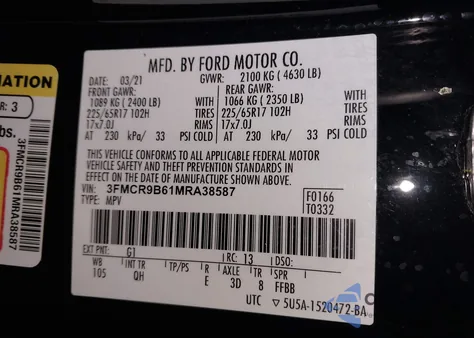 MFD. BY FORD MOTOR CO.
DATE: 03/21 GVWR: 2100 KG (4630 LB)
FRONT GAWR: REAR GAWR:
1089 KG (2400 LB) WITH 1066 KG (2350 LB) WITH
225/65R17 102H TIRES 225/65R17 102H TIRES
17x7.0J RIMS 17x7.0J RIMS
AT 230 kPa/ 33 PSI COLD AT 230 kPa/ 33 PSI COLD
THIS VEHICLE CONFORMS TO ALL APPLICABLE FEDERAL MOTOR
VEHICLE SAFETY AND THEFT PREVENTION STANDARDS IN
EFFECT ON THE DATE OF MANUFACTURE SHOWN ABOVE.
VIN: 3FMCR9B61MRA38587 F0166
TYPE: MPV T0332
EXT PNT: G1 RC: 13 DSO:
WB INT TR TP/PS R AXLE TR SPR
105 QH E 3D 8 FFBB
UTC 5U5A-1520472-BA
MATION
R: 3
bs.
3FMCR9B61MRA38587